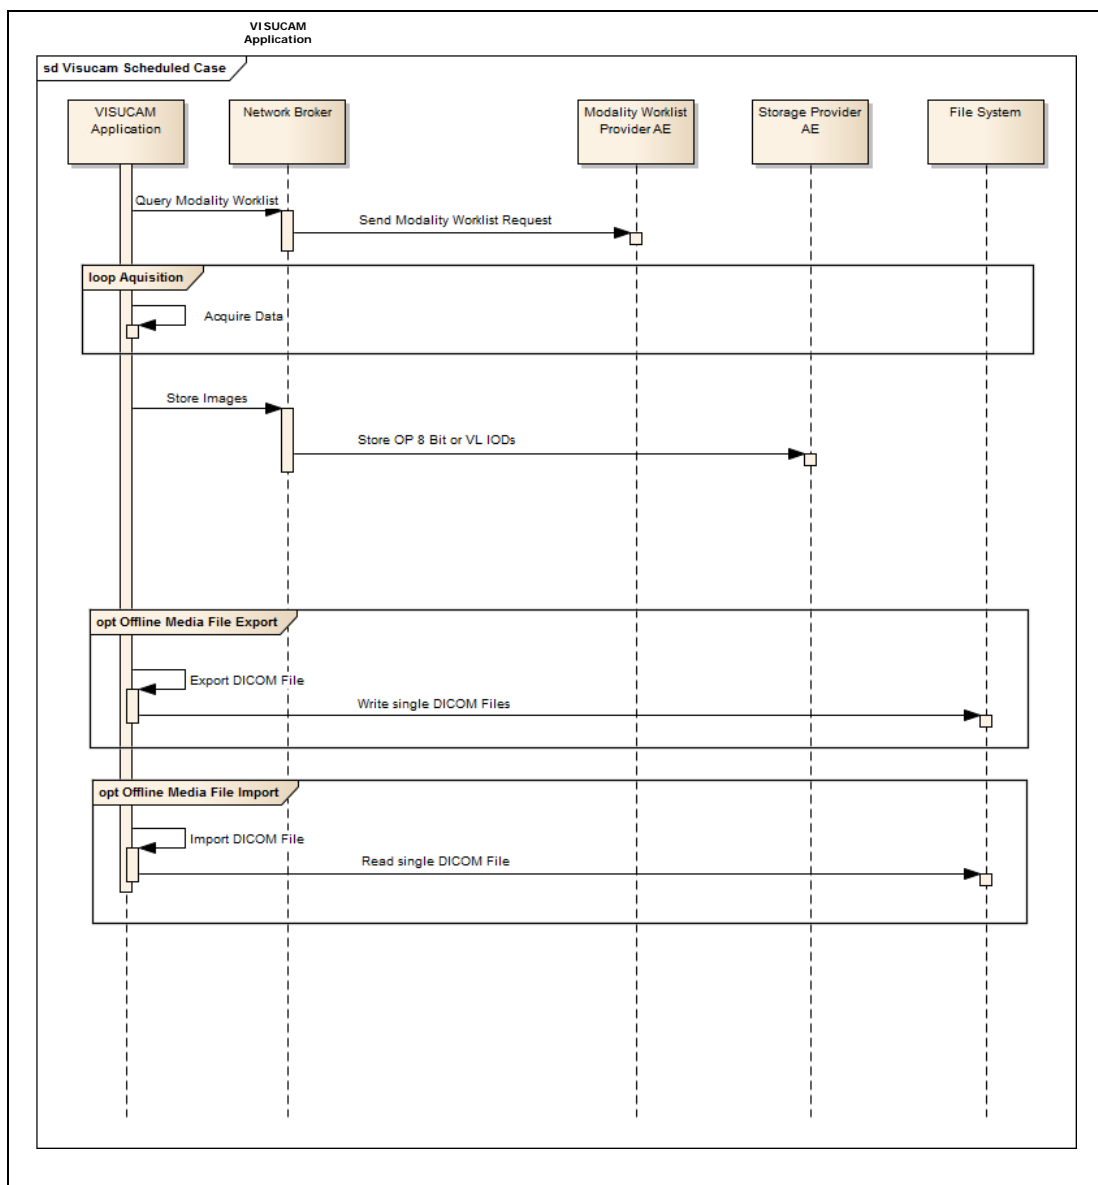 VISUCAM
Application
sd Visucam Scheduled Case
VISUCAM
Application
Network Broker
Modality Worklist
Provider AE
Storage Provider
AE
File System
Query Modality Worklist
Send Modality Worklist Request
loop Aquisition
Acquire Data
Store Images
Store OP 8 Bit or VL IODs
opt Offline Media File Export
Export DICOM File
Write single DICOM Files
opt Offline Media File Import
Import DICOM File
Read single DICOM File